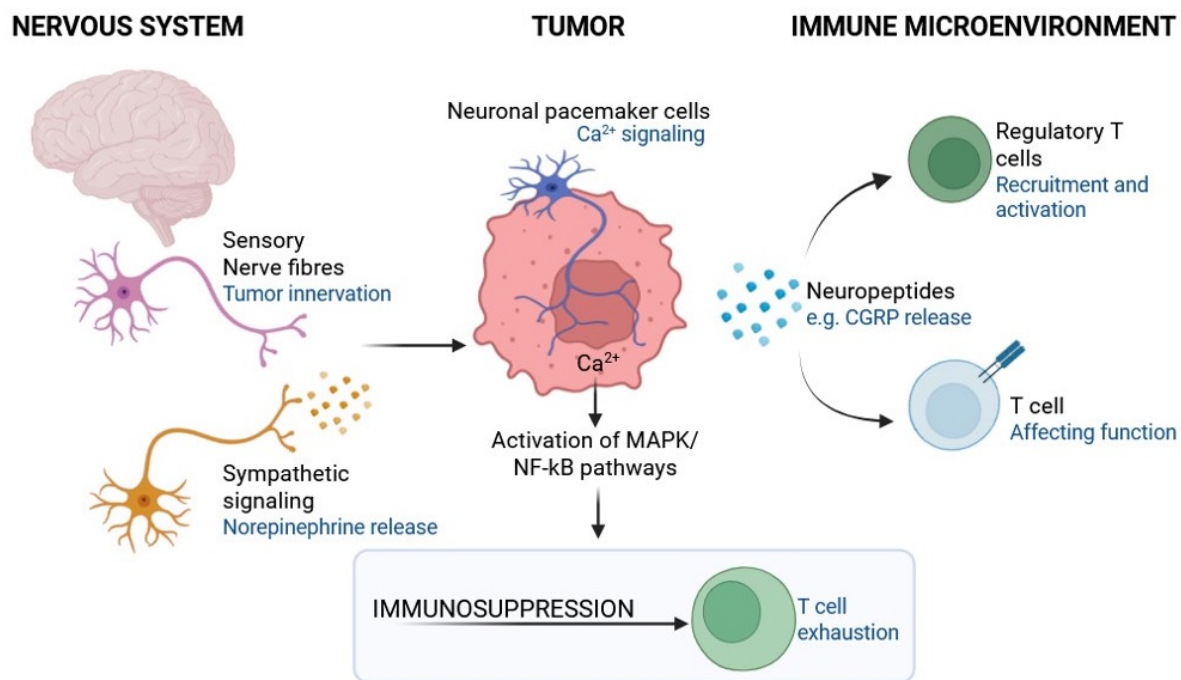 NERVOUS SYSTEM
TUMOR
IMMUNE MICROENVIRONMENT
Neuronal pacemaker cells
Ca²⁺ signaling
Regulatory T
cells
Recruitment and
activation
Sensory
Nerve fibres
Tumor innervation
Neuropeptides
e.g. CGRP release
Ca²⁺
T cell
Affecting function
Activation of MAPK/
NF-kB pathways
Sympathetic
signaling
Norepinephrine release
IMMUNOSUPPRESSION
T cell
exhaustion